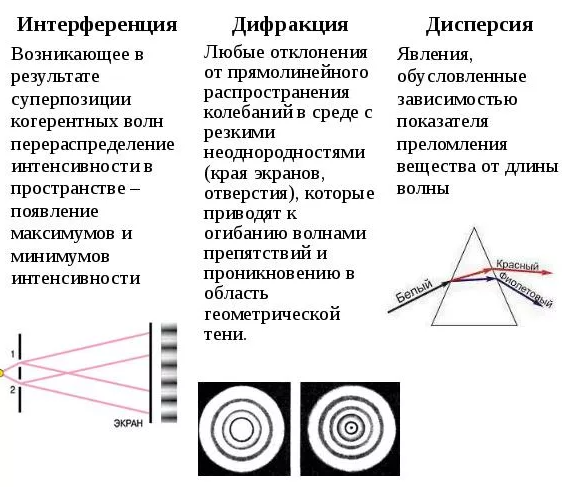 Интерференция
Возникающее в
результате
суперпозиции
когерентных волн
перераспределение
интенсивности в
пространстве –
появление
максимумов и
минимумов
интенсивности
1
2
ЭКРАН
Дифракция
Любые отклонения
от прямолинейного
распространения
колебаний в среде с
резкими
неоднородностями
(края экранов,
отверстия), которые
приводят к
огибанию волнами
препятствий и
проникновению в
область
геометрической
тени.
Дисперсия
Явления,
обусловленные
зависимостью
показателя
преломления
вещества от длины
волны
Белый
Красный
Фиолетовый